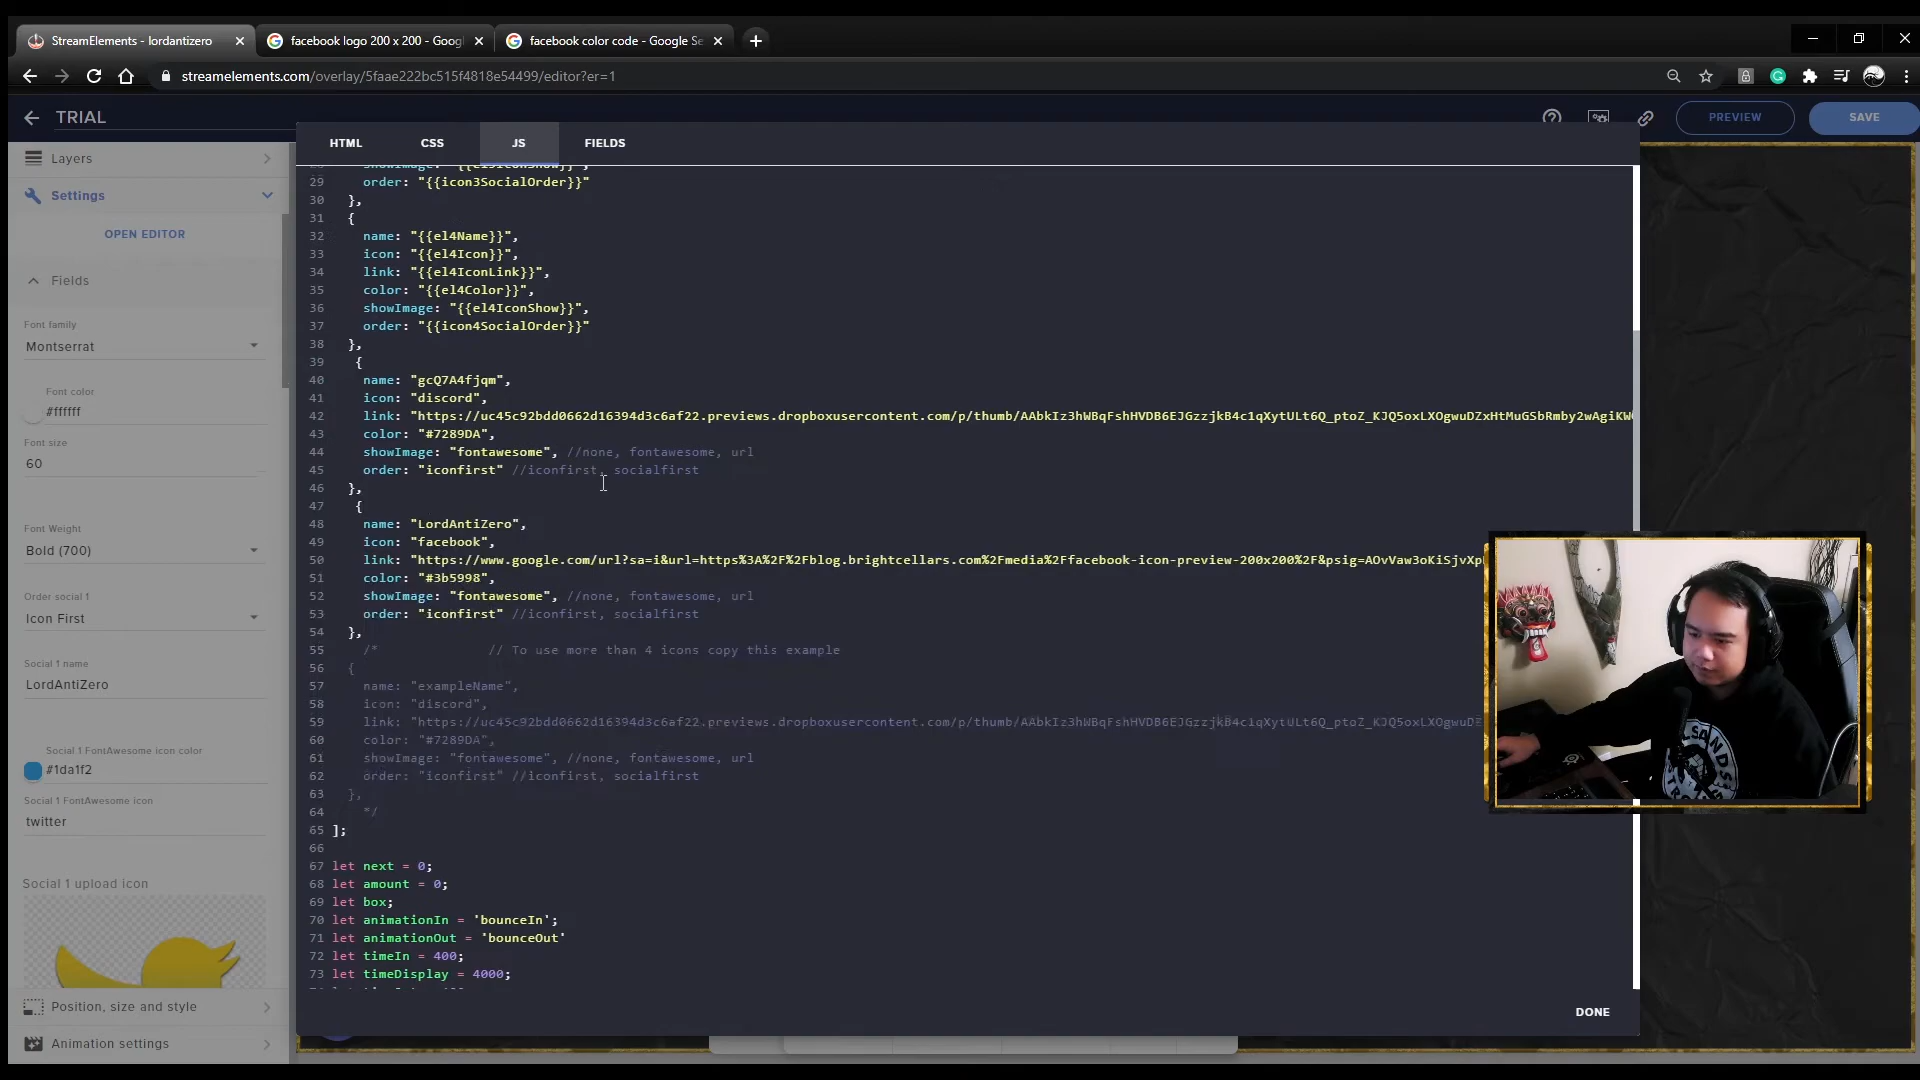 StreamElements - lordantizero
facebook logo 200 x 200 - Goog
facebook color code - Google Se
streamelements.com/overlay/5faae222bc515f4818e54499/editor?er=1
TRIAL
PREVIEW
SAVE
Layers
Settings
OPEN EDITOR
Fields
Font family
Montserrat
Font color
#ffffff
Font size
60
Font Weight
Bold (700)
Order social 1
Icon First
Social 1 name
LordAntiZero
Social 1 FontAwesome icon color
#1da1f2
Social 1 FontAwesome icon
twitter
Social 1 upload icon
Position, size and style
Animation settings
HTML
CSS
JS
FIELDS
29 order: "{{icon3SocialOrder}}"
30 },
31 {
32 name: "{{el4Name}}",
33 icon: "{{el4Icon}}",
34 link: "{{el4IconLink}}",
35 color: "{{el4Color}}",
36 showImage: "{{el4IconShow}}",
37 order: "{{icon4SocialOrder}}"
38 },
39 {
40 name: "gcQ7A4fjqm",
41 icon: "discord",
42 link: "https://uc45c92bdd0662d16394d3c6af22.previews.dropboxusercontent.com/p/thumb/AAbkIz3hWBqFshHVDB6EJGzzjkB4c1qXytULt6Q_ptoZ_KJQ5oxLXOgwuDZxHtMuGSbRmby2wAgiKW
43 color: "#7289DA",
44 showImage: "fontawesome", //none, fontawesome, url
45 order: "iconfirst" //iconfirst, socialfirst
46 },
47 {
48 name: "LordAntiZero",
49 icon: "facebook",
50 link: "https://www.google.com/url?sa=i&url=https%3A%2F%2Fblog.brightcellars.com%2Fmedia%2Ffacebook-icon-preview-200x200%2F&psig=AOvVaw3oKiSjvXp
51 color: "#3b5998",
52 showImage: "fontawesome", //none, fontawesome, url
53 order: "iconfirst" //iconfirst, socialfirst
54 },
55 /* // To use more than 4 icons copy this example
56 {
57 name: "exampleName",
58 icon: "discord",
59 link: "https://uc45c92bdd0662d16394d3c6af22.previews.dropboxusercontent.com/p/thumb/AAbkIz3hWBqFshHVDB6EJGzzjkB4c1qXytULt6Q_ptoZ_KJQ5oxLXOgwuDZ
60 color: "#7289DA",
61 showImage: "fontawesome", //none, fontawesome, url
62 order: "iconfirst" //iconfirst, socialfirst
63 },
64 */
65 ];
66
67 let next = 0;
68 let amount = 0;
69 let box;
70 let animationIn = 'bounceIn';
71 let animationOut = 'bounceOut'
72 let timeIn = 400;
73 let timeDisplay = 4000;
DONE